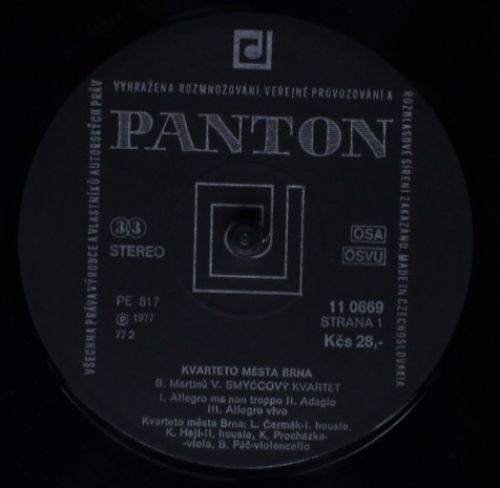 VYHRAŽENA. ROZMNOŽOVÁNÍ, VEŘEJNÉ PROVOZOVÁNÍ A
ROZHLASOVÉ ŠÍŘENÍ ZAKÁZÁNO. MADE IN CZECHOSLOVAKIA
VŠECHNA PRÁVA VÝROBCE A VLASTNÍKŮ AUTORSKÝCH PRÁV
PANTON
33
STEREO
OSA
OSVU
PE 817
Ⓟ 1977
77 2
11 0669
STRANA 1
Kčs 28,-
KVARTETO MĚSTA BRNA
B. Martinů V. SMYČCOVÝ KVARTET
I. Allegro ma non troppo II. Adagio
III. Allegro vivo
Kvarteto města Brna; L. Čermák-I. housle,
K. Hejl-II. housle, K. Procházka-
-viola, B. Páč-violoncello